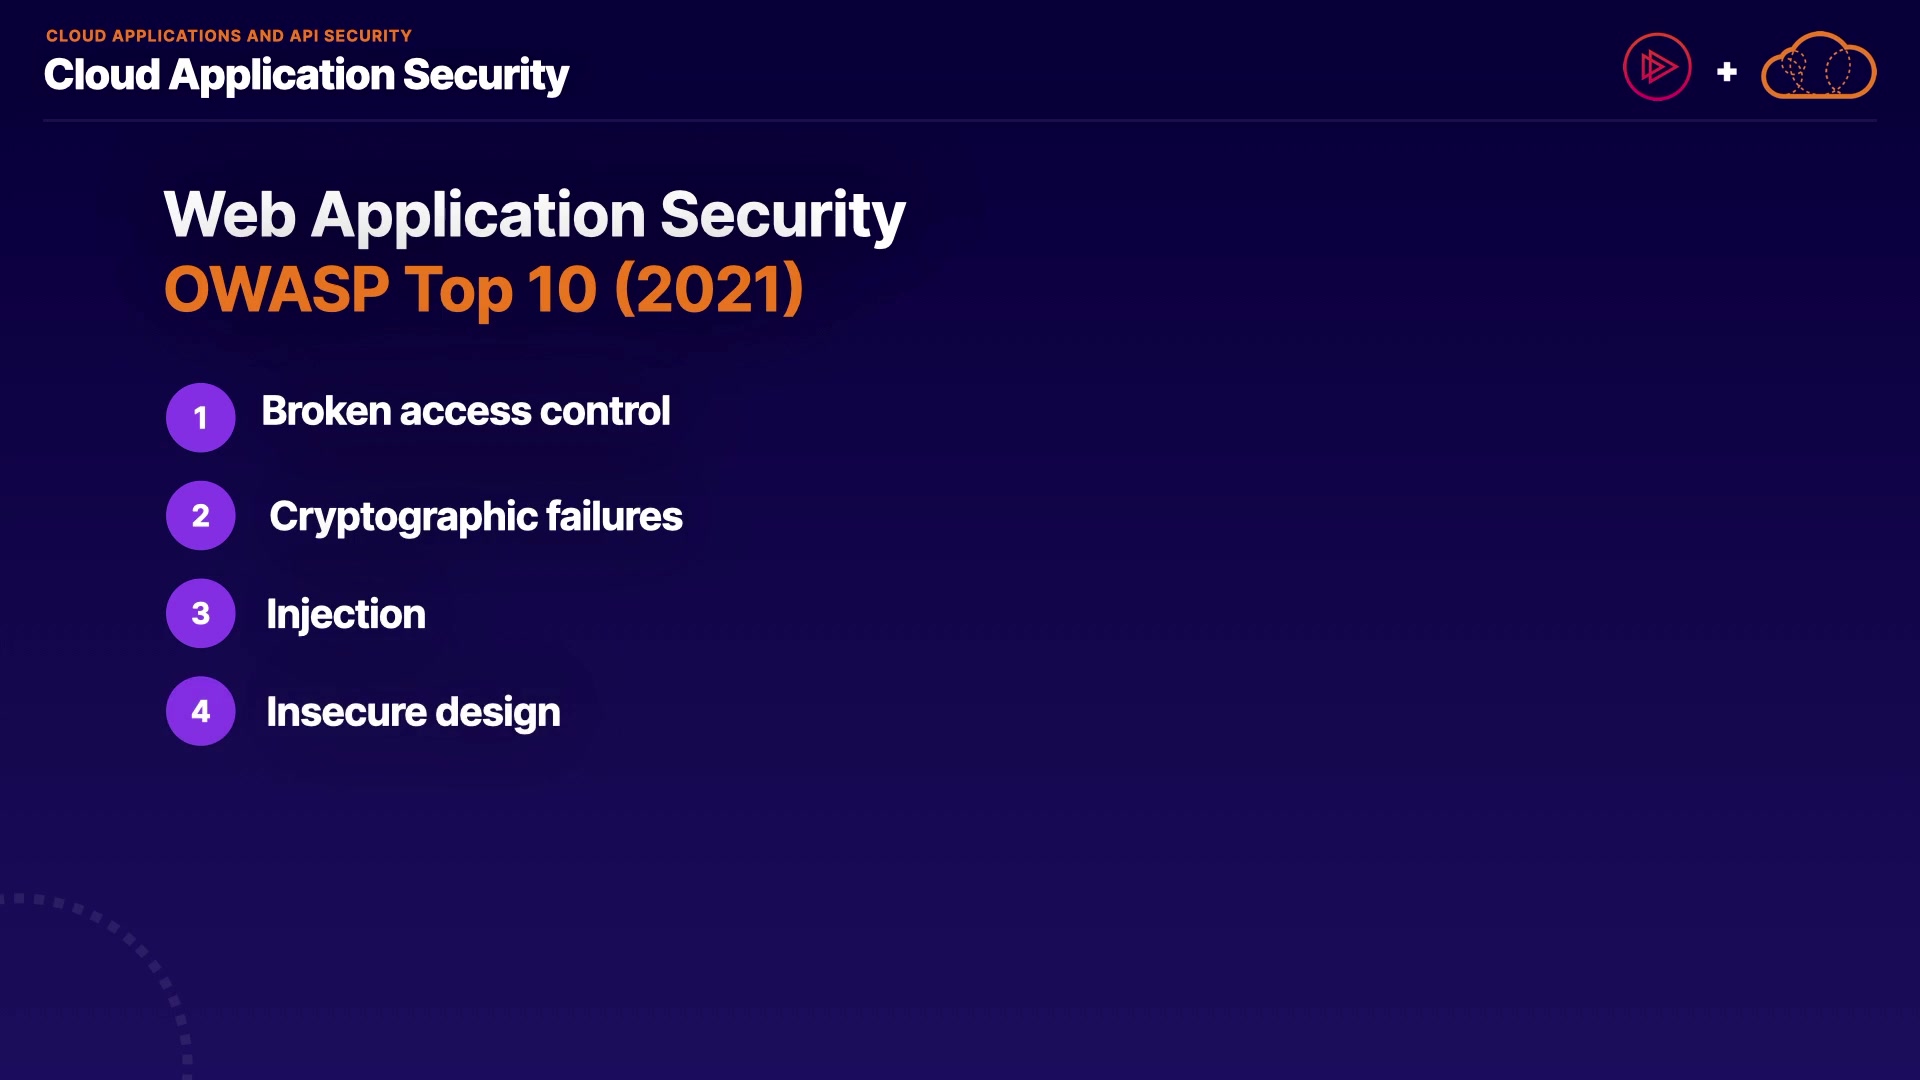 CLOUD APPLICATIONS AND API SECURITY
Cloud Application Security
+
Web Application Security
OWASP Top 10 (2021)
1 Broken access control
2 Cryptographic failures
3 Injection
4 Insecure design